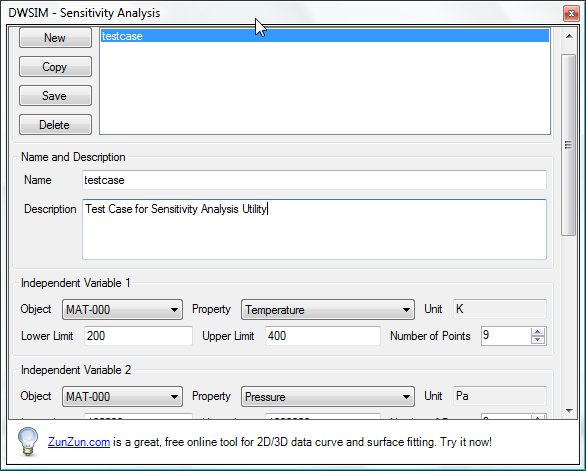 DWSIM - Sensitivity Analysis
New
testcase
Copy
Save
Delete
Name and Description
Name testcase
Description Test Case for Sensitivity Analysis Utility
Independent Variable 1
Object MAT-000 Property Temperature Unit K
Lower Limit 200 Upper Limit 400 Number of Points 9
Independent Variable 2
Object MAT-000 Property Pressure Unit Pa
ZunZun.com is a great, free online tool for 2D/3D data curve and surface fitting. Try it now!